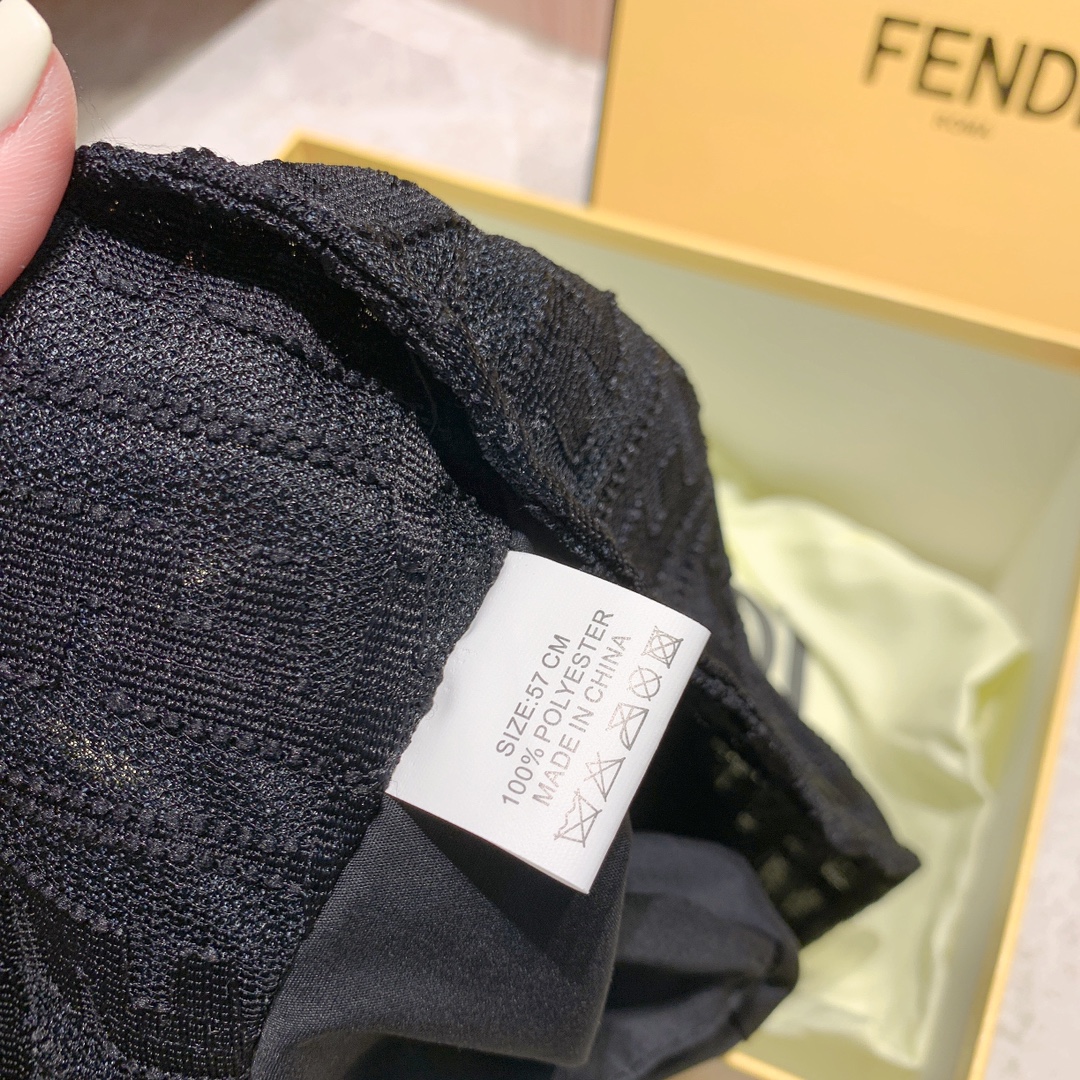 FENDI
ROMA
SIZE:57 CM
100% POLYESTER
MADE IN CHINA